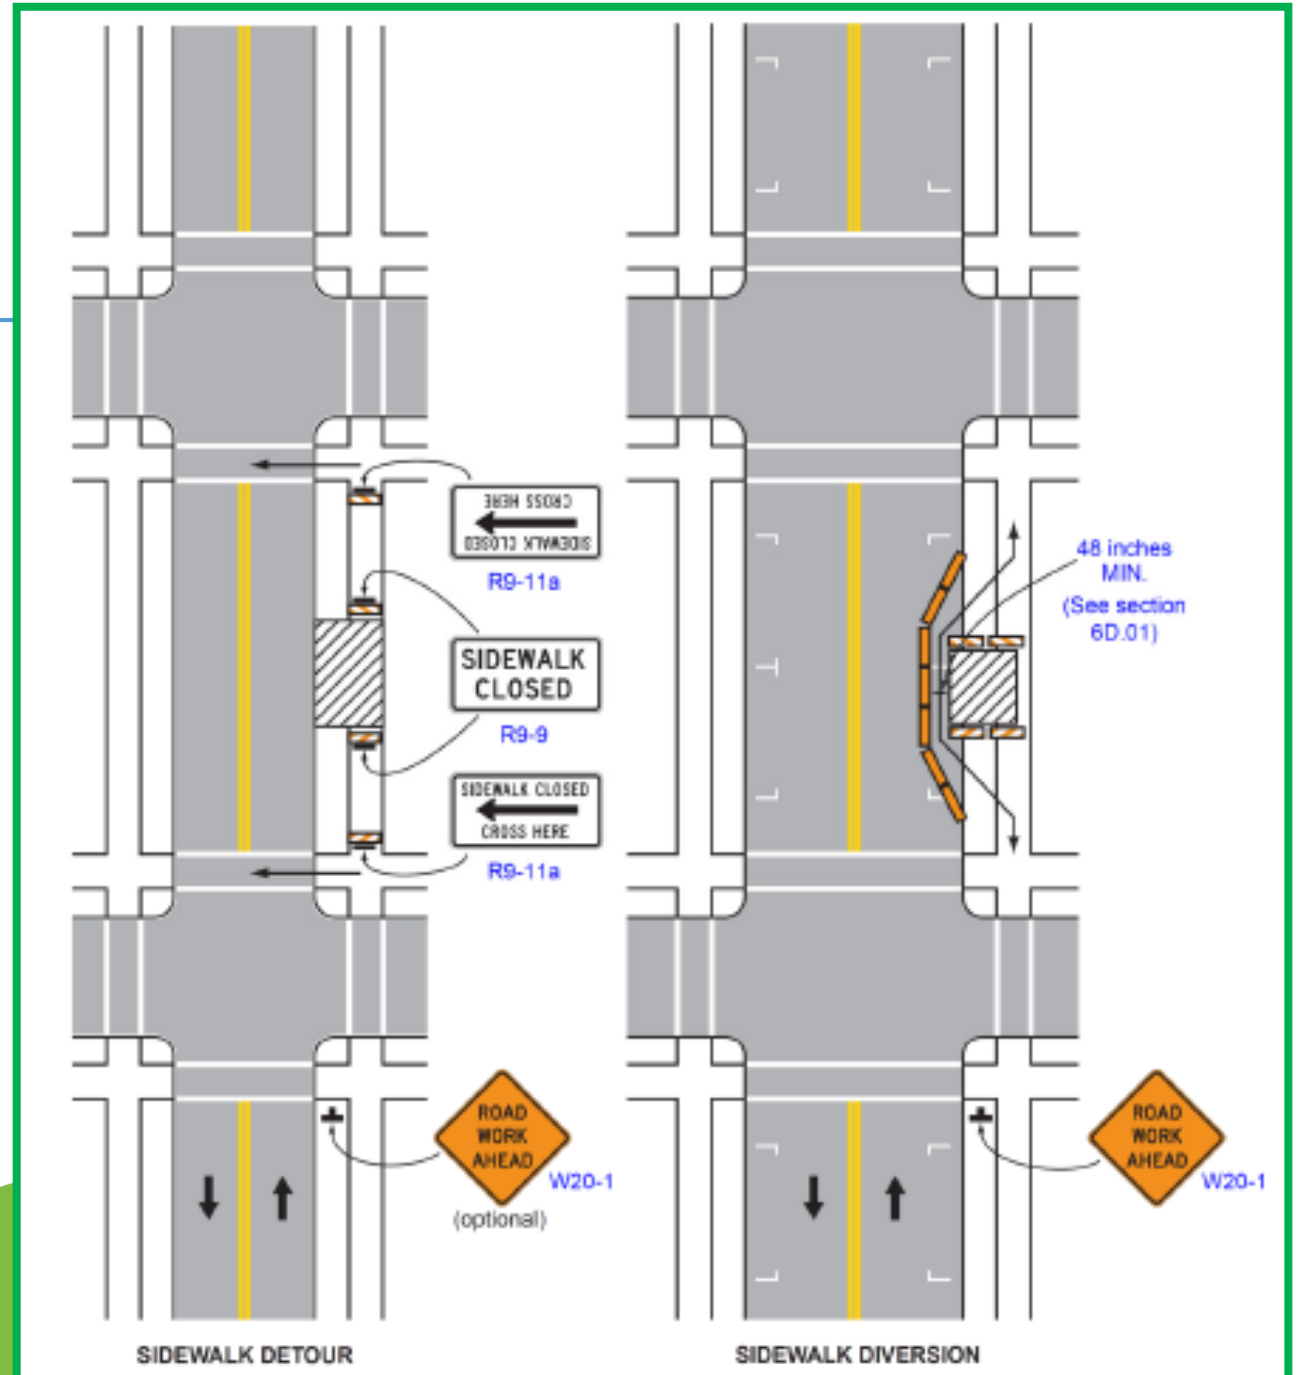 CROSS HERE
SIDEWALK CLOSED
R9-11a
SIDEWALK
CLOSED
R9-9
SIDEWALK CLOSED
CROSS HERE
R9-11a
ROAD
WORK
AHEAD
W20-1
(optional)
SIDEWALK DETOUR
48 inches
MIN.
(See section
6D.01)
ROAD
WORK
AHEAD
W20-1
SIDEWALK DIVERSION